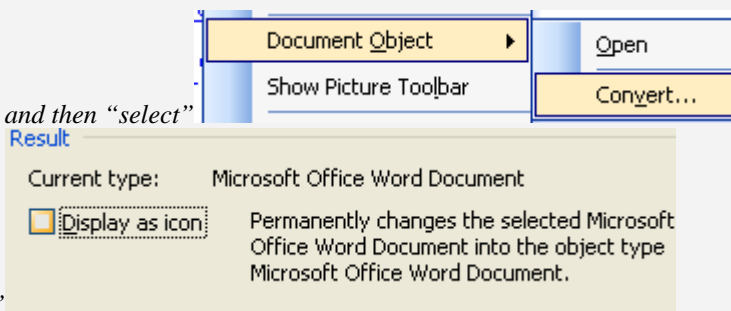 Document Object Open
Show Picture Toolbar Convert...
and then “select”
Result
Current type: Microsoft Office Word Document
Display as icon Permanently changes the selected Microsoft
Office Word Document into the object type
Microsoft Office Word Document.
,